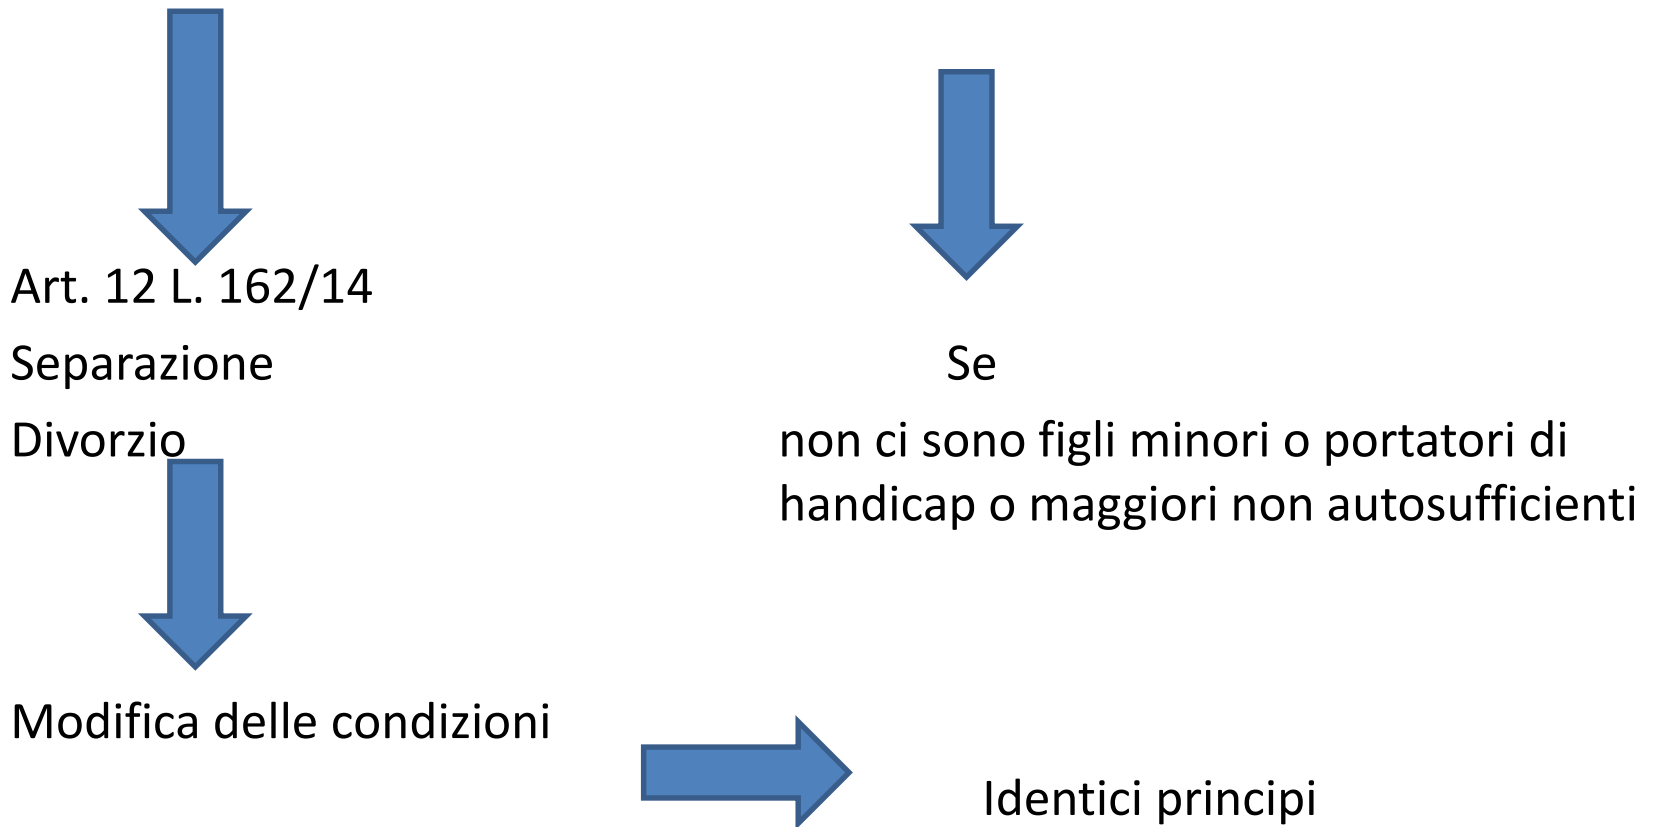 Art. 12 L. 162/14
Separazione
Divorzio
Se
non ci sono figli minori o portatori di
handicap o maggiori non autosufficienti
Modifica delle condizioni
Identici principi